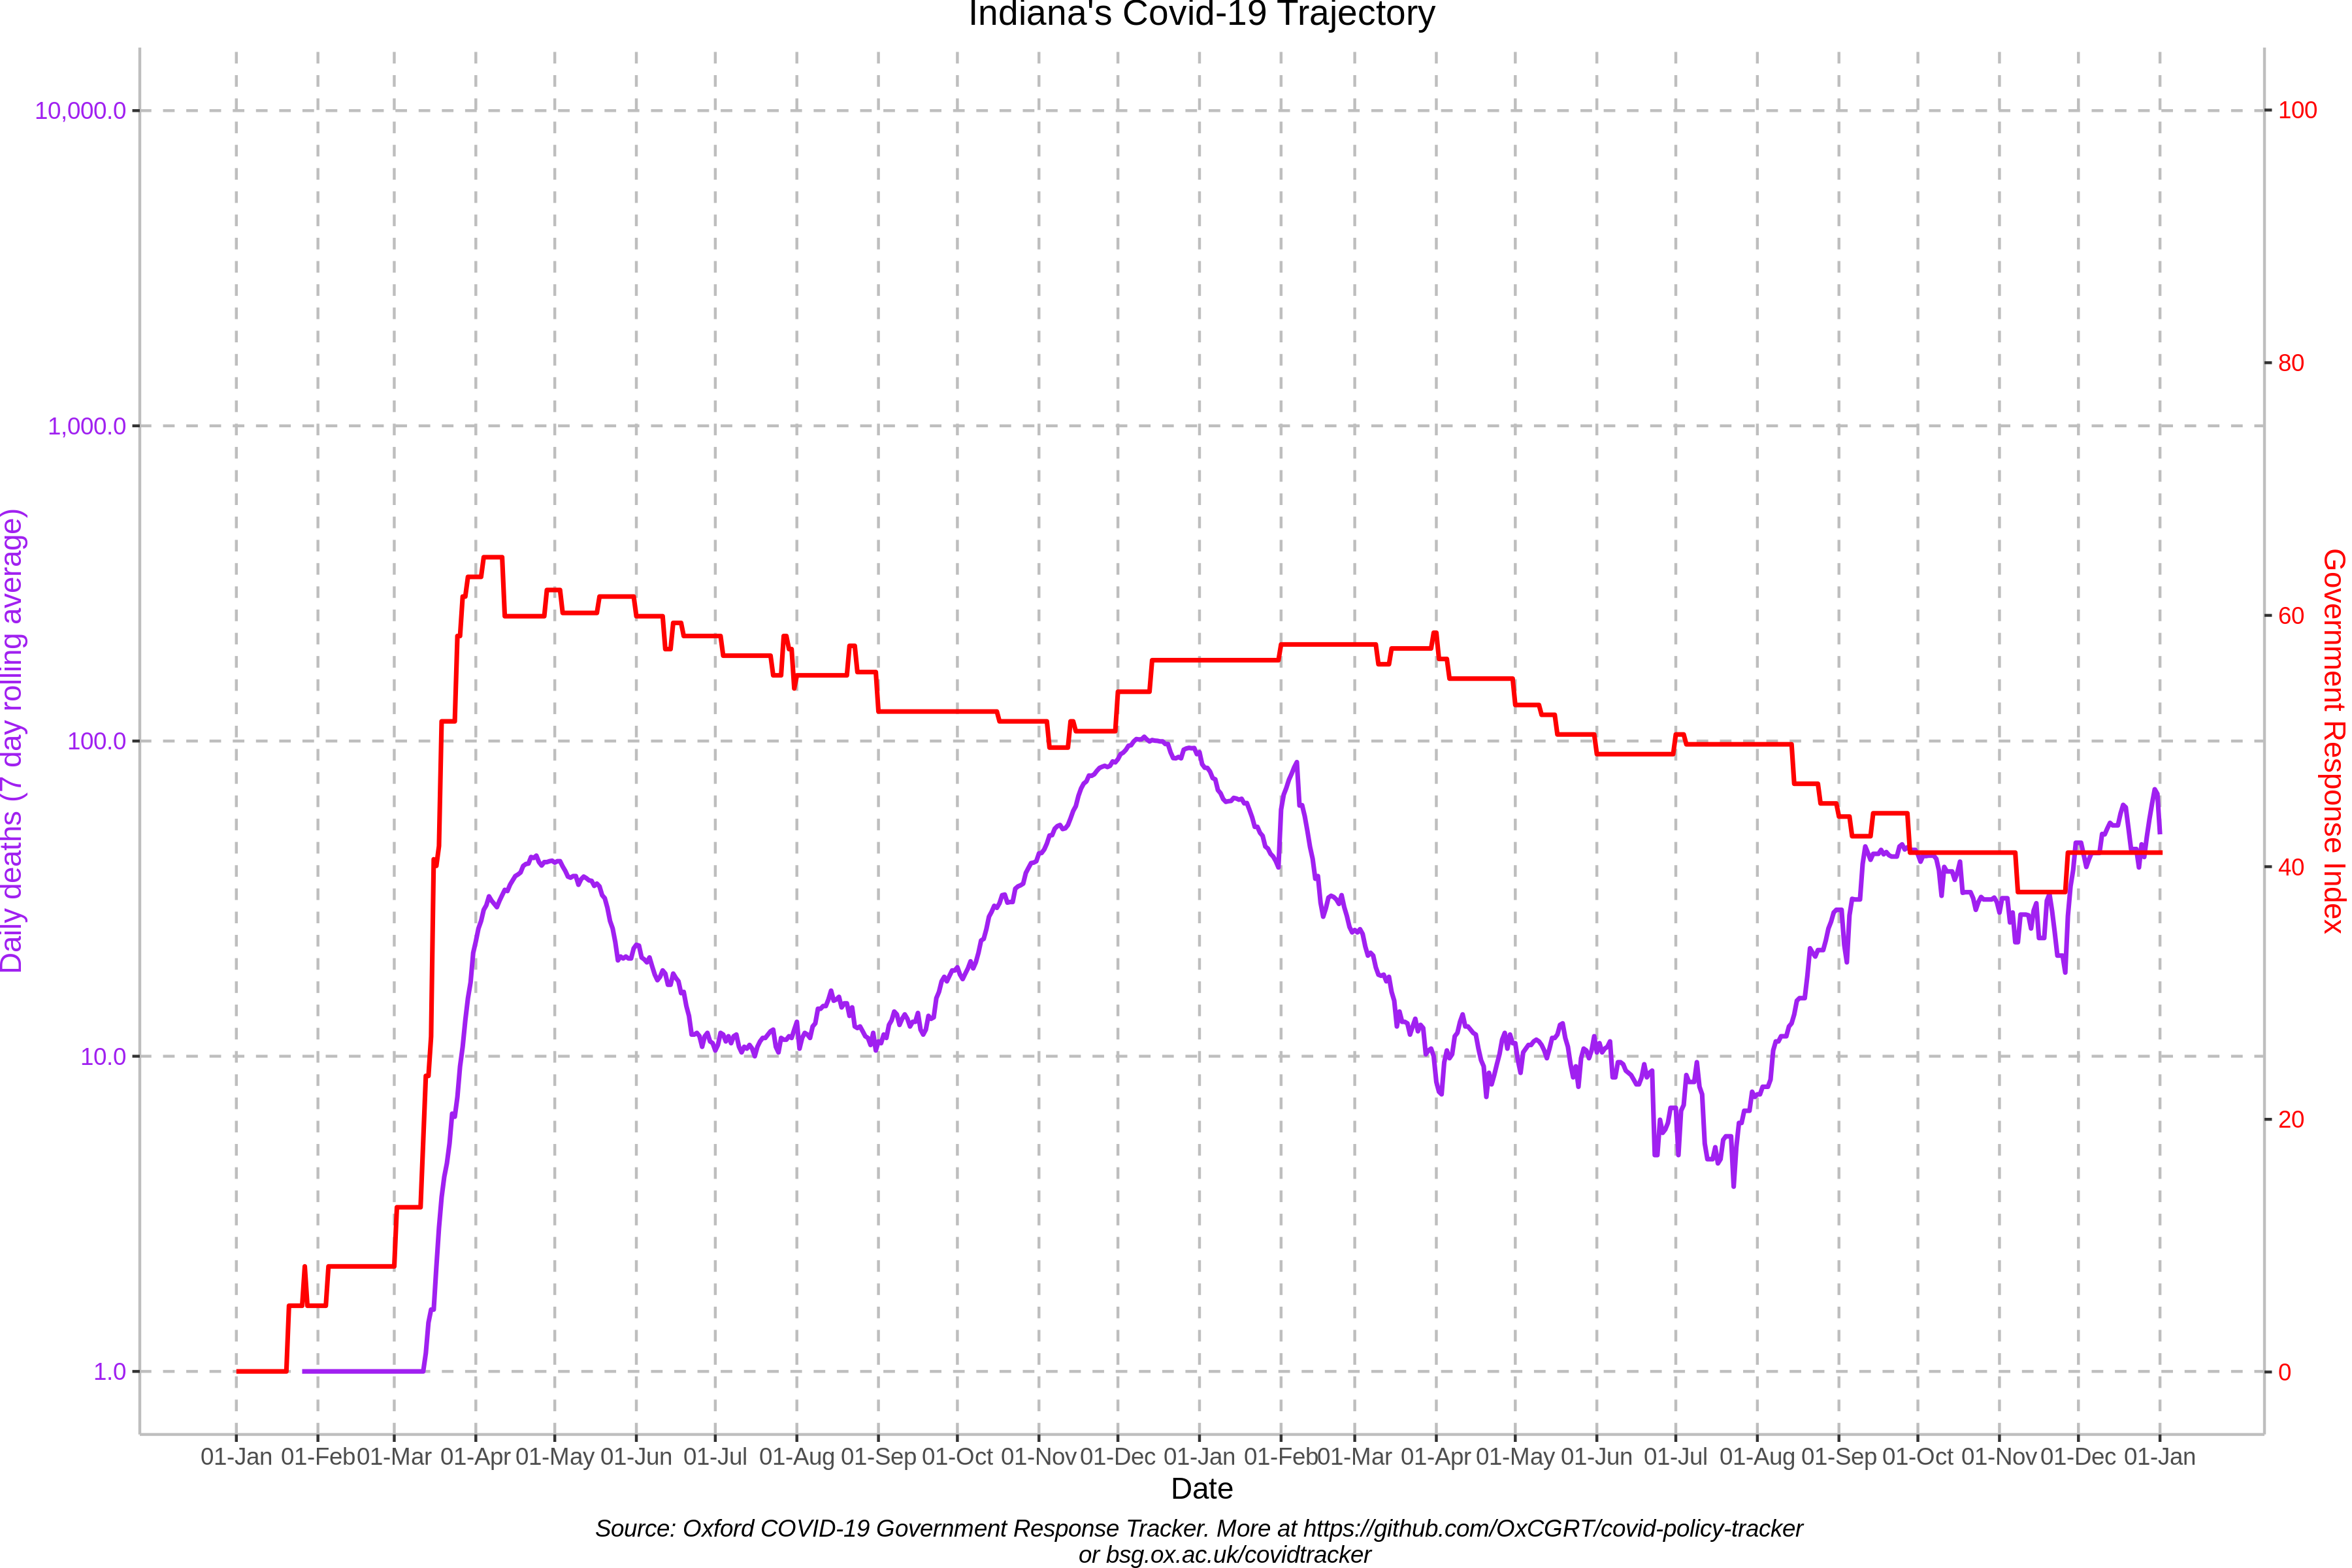 Indiana's Covid-19 Trajectory
10,000.0
1,000.0
100.0
10.0
1.0
Daily deaths (7 day rolling average)
100
80
60
40
20
0
Government Response Index
01-Jan 01-Feb 01-Mar 01-Apr 01-May 01-Jun 01-Jul 01-Aug 01-Sep 01-Oct 01-Nov 01-Dec 01-Jan 01-Feb 01-Mar 01-Apr 01-May 01-Jun 01-Jul 01-Aug 01-Sep 01-Oct 01-Nov 01-Dec 01-Jan
Date
Source: Oxford COVID-19 Government Response Tracker. More at https://github.com/OxCGRT/covid-policy-tracker
or bsg.ox.ac.uk/covidtracker